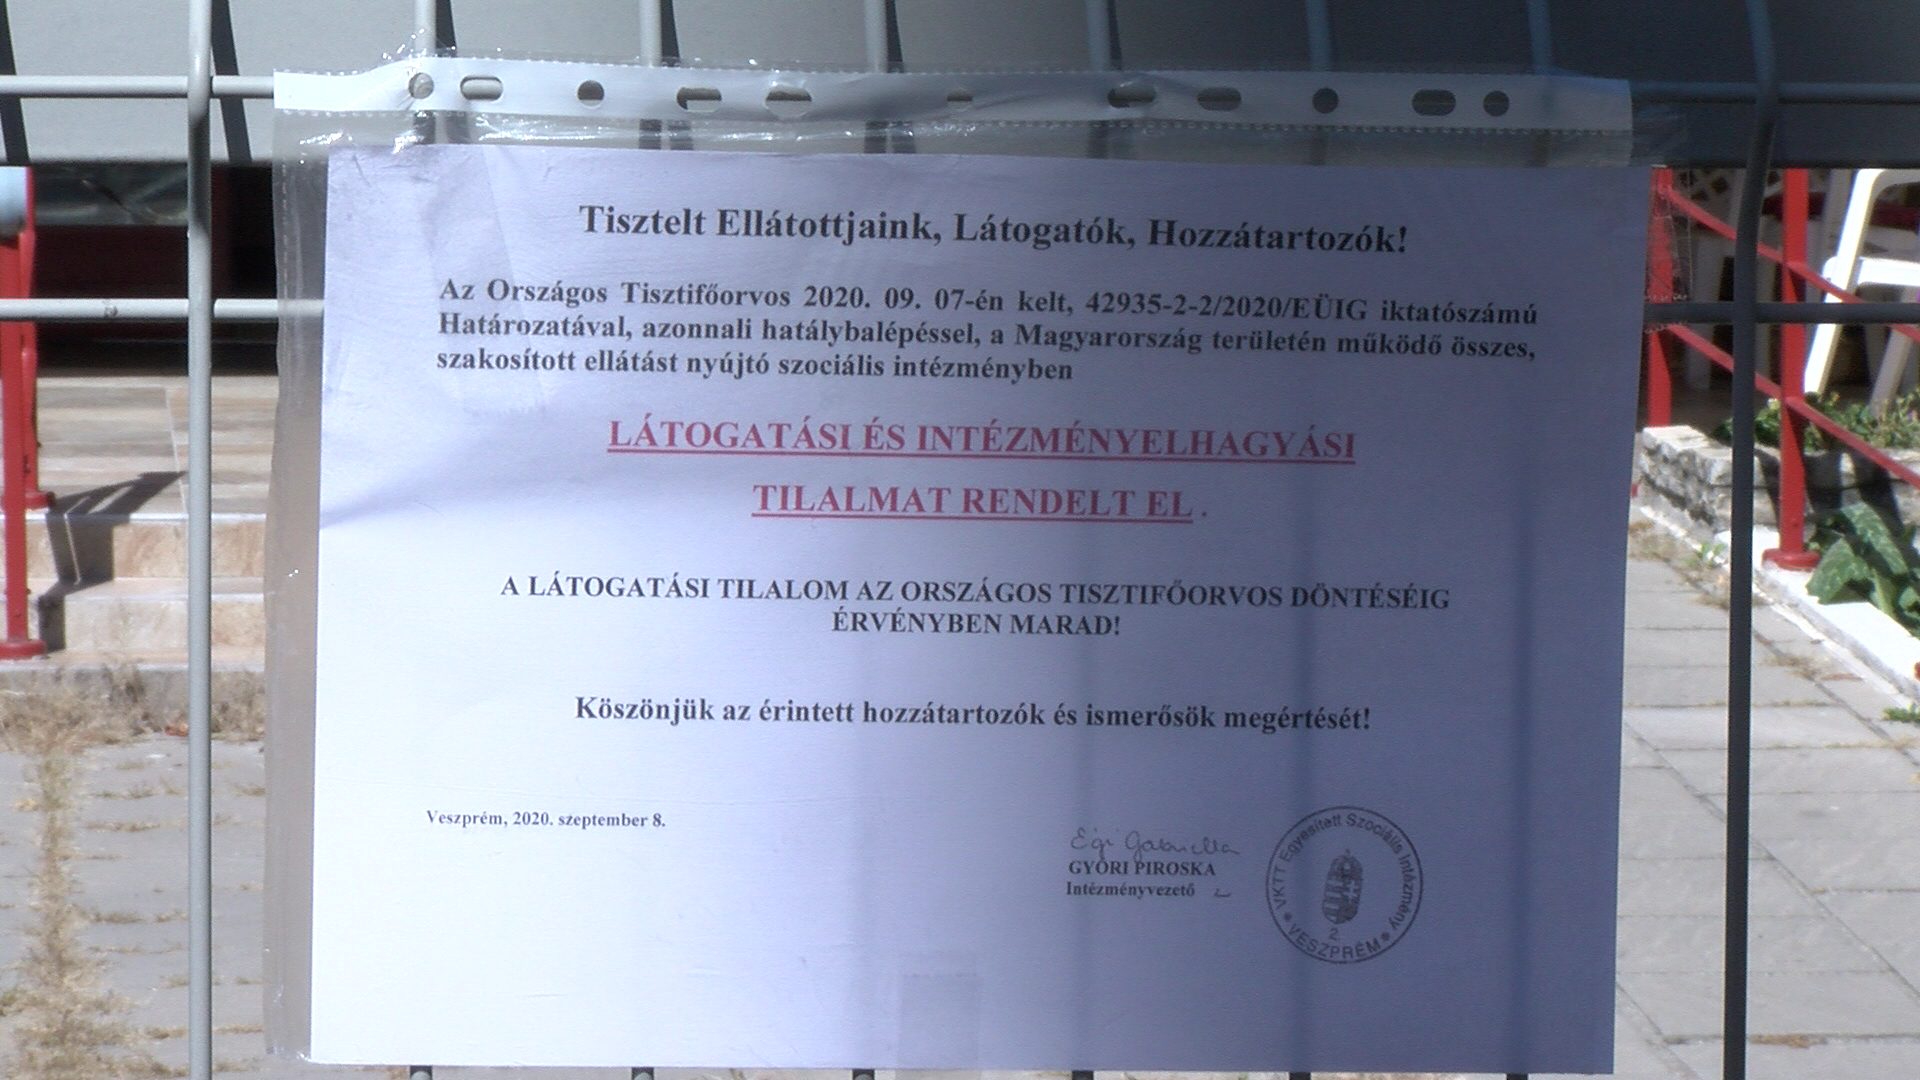 Tisztelt Ellátottjaink, Látogatók, Hozzátartozók!
Az Országos Tisztifőorvos 2020. 09. 07-én kelt, 42935-2-2/2020/EÜIG iktatószámú
Határozatával, azonnali hatálybalépéssel, a Magyarország területén működő összes,
szakosított ellátást nyújtó szociális intézményben
LÁTOGATÁSI ÉS INTÉZMÉNYELHAGYÁSI
TILALMAT RENDELT EL .
A LÁTOGATÁSI TILALOM AZ ORSZÁGOS TISZTIFŐORVOS DÖNTÉSÉIG
ÉRVÉNYBEN MARAD!
Köszönjük az érintett hozzátartozók és ismerősök megértését!
Veszprém, 2020. szeptember 8.
Égi Gabriella
GYŐRI PIROSKA
Intézményvezető
VKTT Egyesített Szociális Intézmény
2.
* VESZPRÉM *